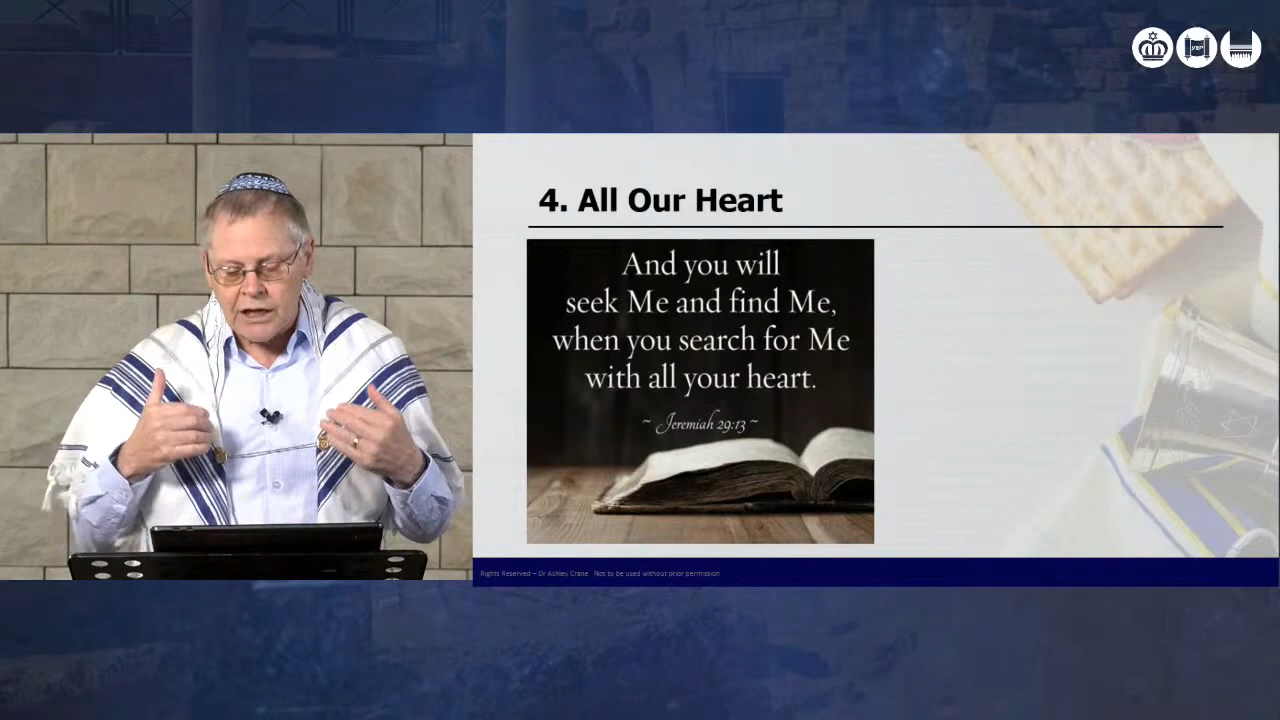 4. All Our Heart
And you will
seek Me and find Me,
when you search for Me
with all your heart.
~ Jeremiah 29:13 ~
Rights Reserved – Dr Ashley Crane. Not to be used without prior permission